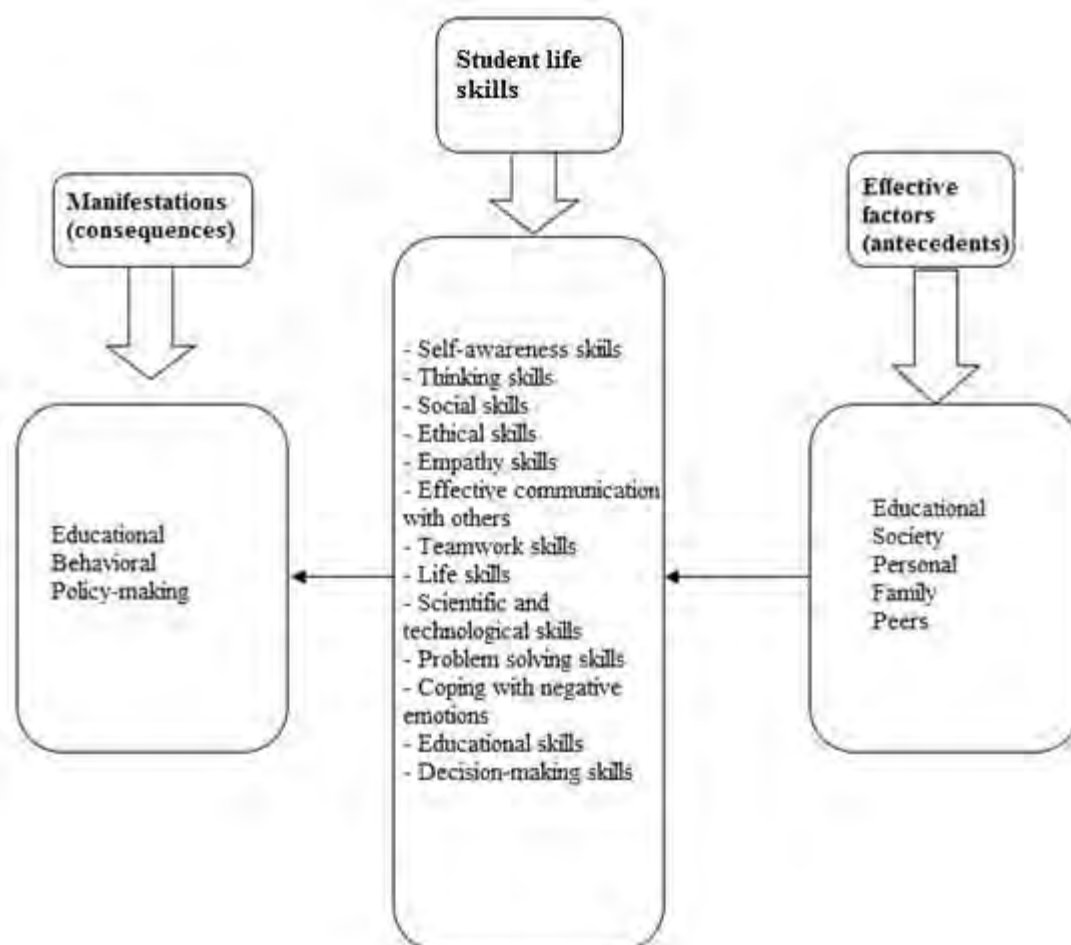 Student life
skills
Manifestations
(consequences)
Effective
factors
(antecedents)
- Self-awareness skills
- Thinking skills
- Social skills
- Ethical skills
- Empathy skills
- Effective communication
with others
- Teamwork skills
- Life skills
- Scientific and
technological skills
- Problem solving skills
- Coping with negative
emotions
- Educational skills
- Decision-making skills
Educational
Behavioral
Policy-making
Educational
Society
Personal
Family
Peers